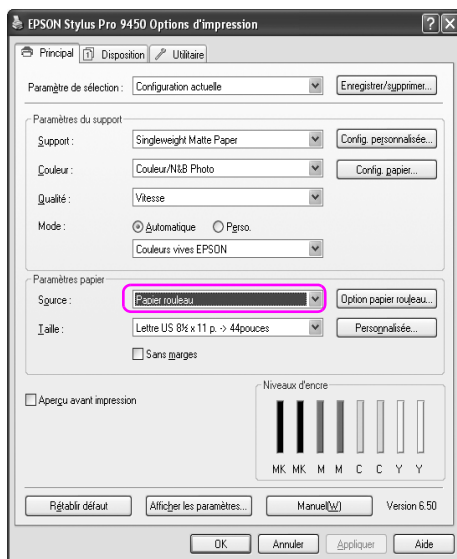 EPSON Stylus Pro 9450 Options d'impression
Principal Disposition Utilitaire
Paramètre de sélection : Configuration actuelle Enregistrer/supprimer...
Paramètres du support
Support : Singleweight Matte Paper Config. personnalisée...
Couleur : Couleur/N&B Photo Config. papier...
Qualité : Vitesse
Mode : Automatique Perso.
Couleurs vives EPSON
Paramètres papier
Source : Papier rouleau Option papier rouleau...
Taille : Lettre US 8½ x 11 p. -> 44pouces Personnalisée...
Sans marges
Aperçu avant impression
Niveaux d'encre
MK MK M M C C Y Y
Rétablir défaut Afficher les paramètres... Manuel(W) Version 6.50
OK Annuler Appliquer Aide